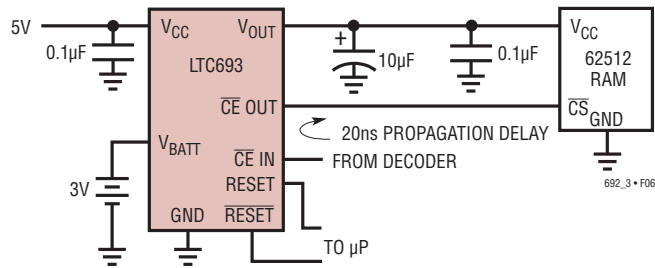 5V
VCC
VOUT
VCC
0.1µF
LTC693
10µF
0.1µF
62512
RAM
CE OUT
CS
GND
20ns PROPAGATION DELAY
VBATT
CE IN
FROM DECODER
3V
RESET
692_3 • F06
GND
RESET
TO µP